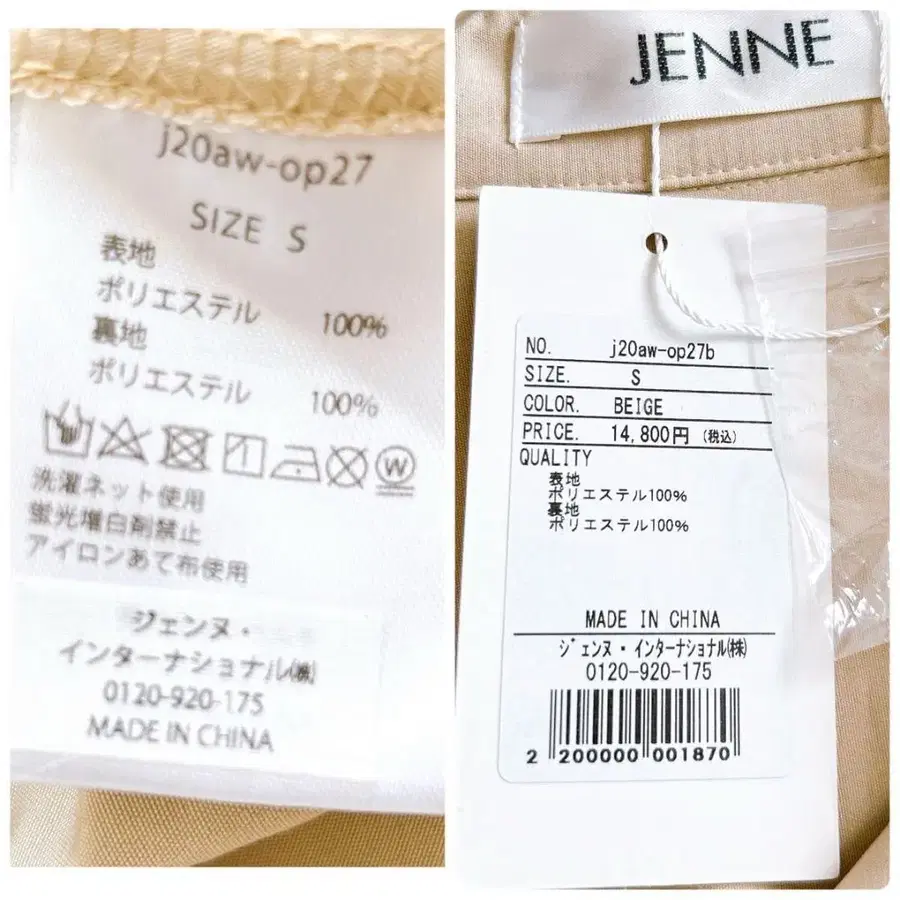 j20aw-op27
SIZE S
表地
ポリエステル 100%
裏地
ポリエステル 100%
W
洗濯ネット使用
蛍光増白剤禁止
アイロンあて布使用
ジェンヌ・
インターナショナル㈱
0120-920-175
MADE IN CHINA
JENNE
NO. j20aw-op27b
SIZE. S
COLOR. BEIGE
PRICE. 14,800円 (税込)
QUALITY
表地
ポリエステル100%
裏地
ポリエステル100%
MADE IN CHINA
ジェンヌ・インターナショナル㈱
0120-920-175
2 200000 001870